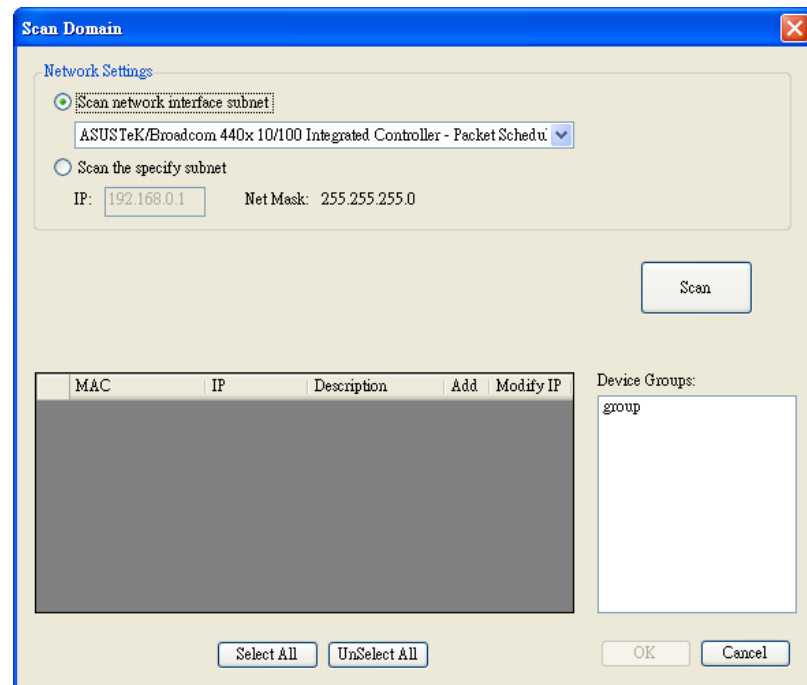 Scan Domain
Network Settings
Scan network interface subnet
ASUSTeK/Broadcom 440x 10/100 Integrated Controller - Packet Schedul
Scan the specify subnet
IP: 192.168.0.1 Net Mask: 255.255.255.0
Scan
MAC IP Description Add Modify IP
Device Groups:
group
Select All UnSelect All OK Cancel